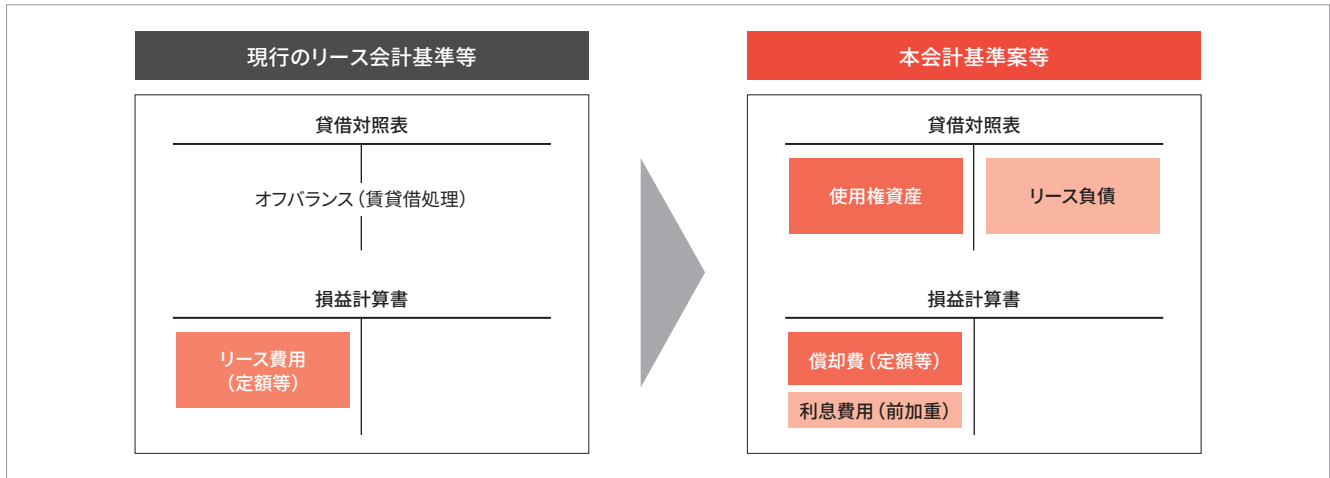 現行のリース会計基準等
貸借対照表
オフバランス（賃貸借処理）
損益計算書
リース費用
（定額等）
本会計基準案等
貸借対照表
使用権資産
リース負債
損益計算書
償却費（定額等）
利息費用（前加重）